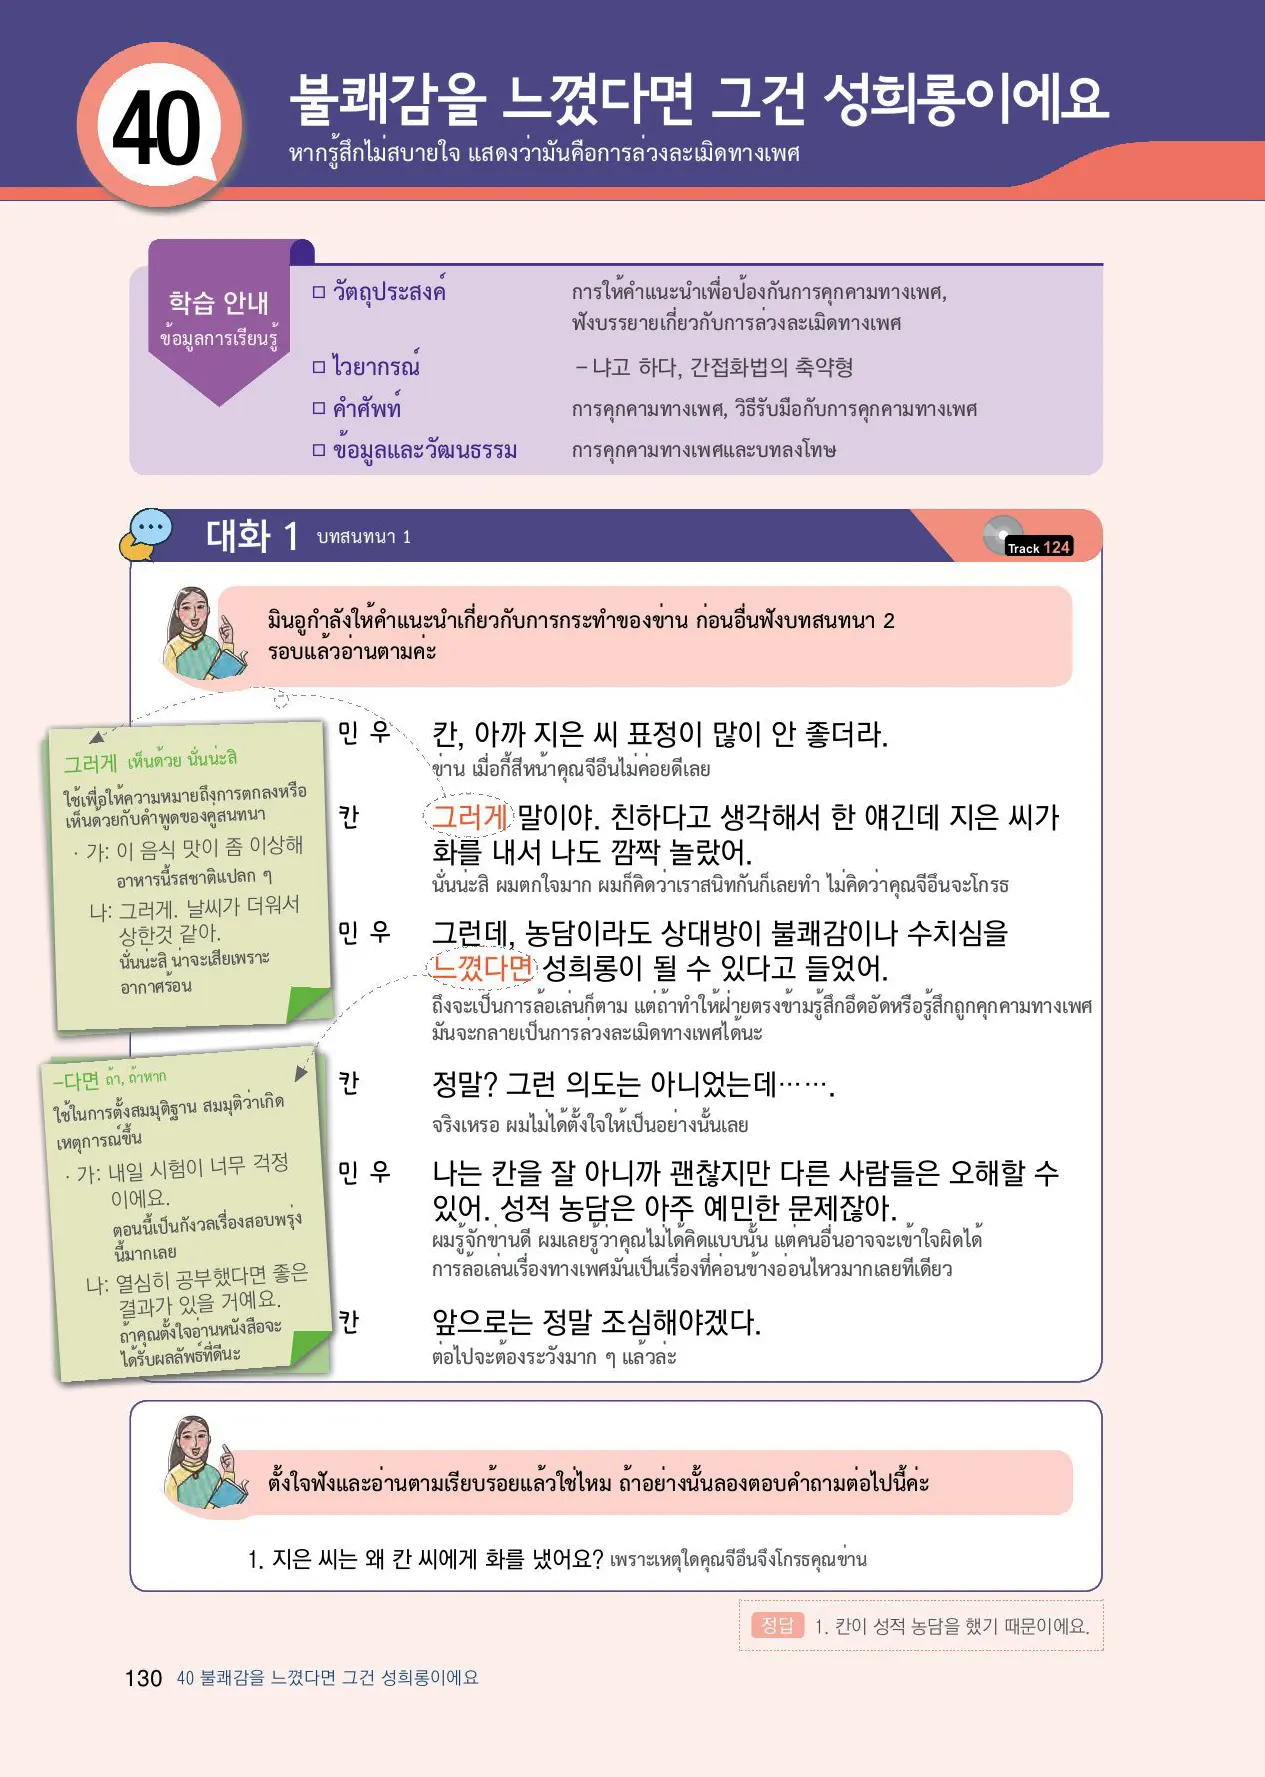 40
불쾌감을 느꼈다면 그건 성희롱이에요
หากรู้สึกไม่สบายใจ แสดงว่ามันคือการล่วงละเมิดทางเพศ
학습 안내
ข้อมูลการเรียนรู้
□ วัตถุประสงค์ การให้คำแนะนำเพื่อป้องกันการคุกคามทางเพศ,
ฟังบรรยายเกี่ยวกับการล่วงละเมิดทางเพศ
□ ไวยากรณ์ –냐고 하다, 간접화법의 축약형
□ คำศัพท์ การคุกคามทางเพศ, วิธีรับมือกับการคุกคามทางเพศ
□ ข้อมูลและวัฒนธรรม การคุกคามทางเพศและบทลงโทษ
대화 1 บทสนทนา 1
Track 124
มินอูกำลังให้คำแนะนำเกี่ยวกับการกระทำของข่าน ก่อนอื่นฟังบทสนทนา 2
รอบแล้วอ่านตามค่ะ
민 우 칸, 아까 지은 씨 표정이 많이 안 좋더라.
ข่าน เมื่อกี้สีหน้าคุณจีอึนไม่ค่อยดีเลย
칸 그러게 말이야. 친하다고 생각해서 한 얘긴데 지은 씨가
화를 내서 나도 깜짝 놀랐어.
นั่นน่ะสิ ผมตกใจมาก ผมก็คิดว่าเราสนิทกันก็เลยทำ ไม่คิดว่าคุณจีอึนจะโกรธ
민 우 그런데, 농담이라도 상대방이 불쾌감이나 수치심을
느꼈다면 성희롱이 될 수 있다고 들었어.
ถึงจะเป็นการล้อเล่นก็ตาม แต่ถ้าทำให้ฝ่ายตรงข้ามรู้สึกอึดอัดหรือรู้สึกถูกคุกคามทางเพศ
มันจะกลายเป็นการล่วงละเมิดทางเพศได้นะ
칸 정말? 그런 의도는 아니었는데…….
จริงเหรอ ผมไม่ได้ตั้งใจให้เป็นอย่างนั้นเลย
민 우 나는 칸을 잘 아니까 괜찮지만 다른 사람들은 오해할 수
있어. 성적 농담은 아주 예민한 문제잖아.
ผมรู้จักข่านดี ผมเลยรู้ว่าคุณไม่ได้คิดแบบนั้น แต่คนอื่นอาจจะเข้าใจผิดได้
การล้อเล่นเรื่องทางเพศมันเป็นเรื่องที่ค่อนข้างอ่อนไหวมากเลยทีเดียว
칸 앞으로는 정말 조심해야겠다.
ต่อไปจะต้องระวังมาก ๆ แล้วล่ะ
그러게 เห็นด้วย นั่นน่ะสิ
ใช้เพื่อให้ความหมายถึงการตกลงหรือ
เห็นด้วยกับคำพูดของคู่สนทนา
· 가: 이 음식 맛이 좀 이상해
อาหารนี้รสชาติแปลก ๆ
나: 그러게. 날씨가 더워서
상한것 같아.
นั่นน่ะสิ น่าจะเสียเพราะ
อากาศร้อน
–다면 ถ้า, ถ้าหาก
ใช้ในการตั้งสมมุติฐาน สมมุติว่าเกิด
เหตุการณ์ขึ้น
· 가: 내일 시험이 너무 걱정
이에요.
ตอนนี้เป็นกังวลเรื่องสอบพรุ่ง
นี้มากเลย
나: 열심히 공부했다면 좋은
결과가 있을 거예요.
ถ้าคุณตั้งใจอ่านหนังสือจะ
ได้รับผลลัพธ์ที่ดีนะ
ตั้งใจฟังและอ่านตามเรียบร้อยแล้วใช่ไหม ถ้าอย่างนั้นลองตอบคำถามต่อไปนี้ค่ะ
1. 지은 씨는 왜 칸 씨에게 화를 냈어요? เพราะเหตุใดคุณจีอึนจึงโกรธคุณข่าน
정답 1. 칸이 성적 농담을 했기 때문이에요.
130 40 불쾌감을 느꼈다면 그건 성희롱이에요